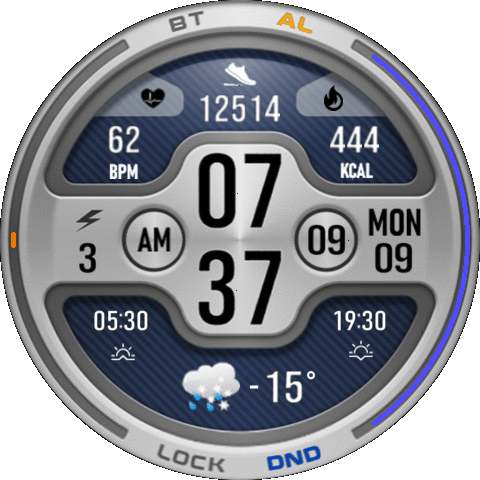 BT AL
12514
62 444
BPM KCAL
07
MON
3 AM 09 09
37
05:30 19:30
-15°
LOCK DND